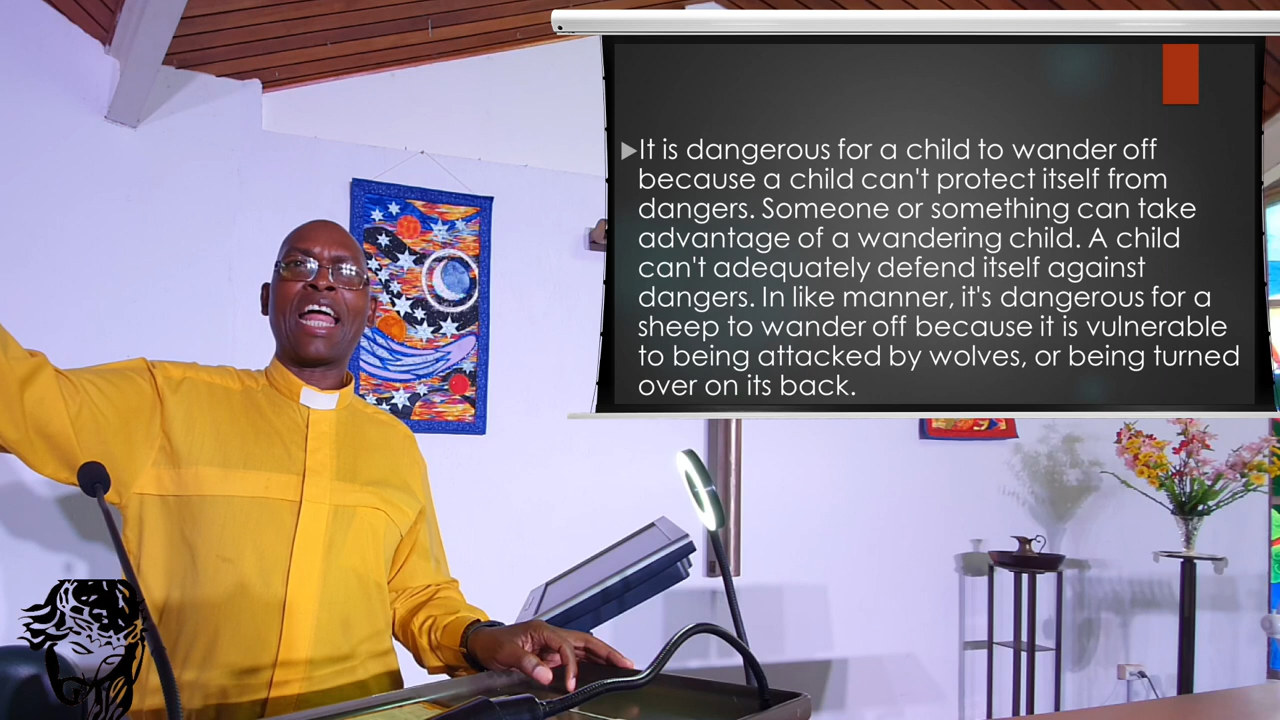 It is dangerous for a child to wander off
because a child can't protect itself from
dangers. Someone or something can take
advantage of a wandering child. A child
can't adequately defend itself against
dangers. In like manner, it's dangerous for a
sheep to wander off because it is vulnerable
to being attacked by wolves, or being turned
over on its back.